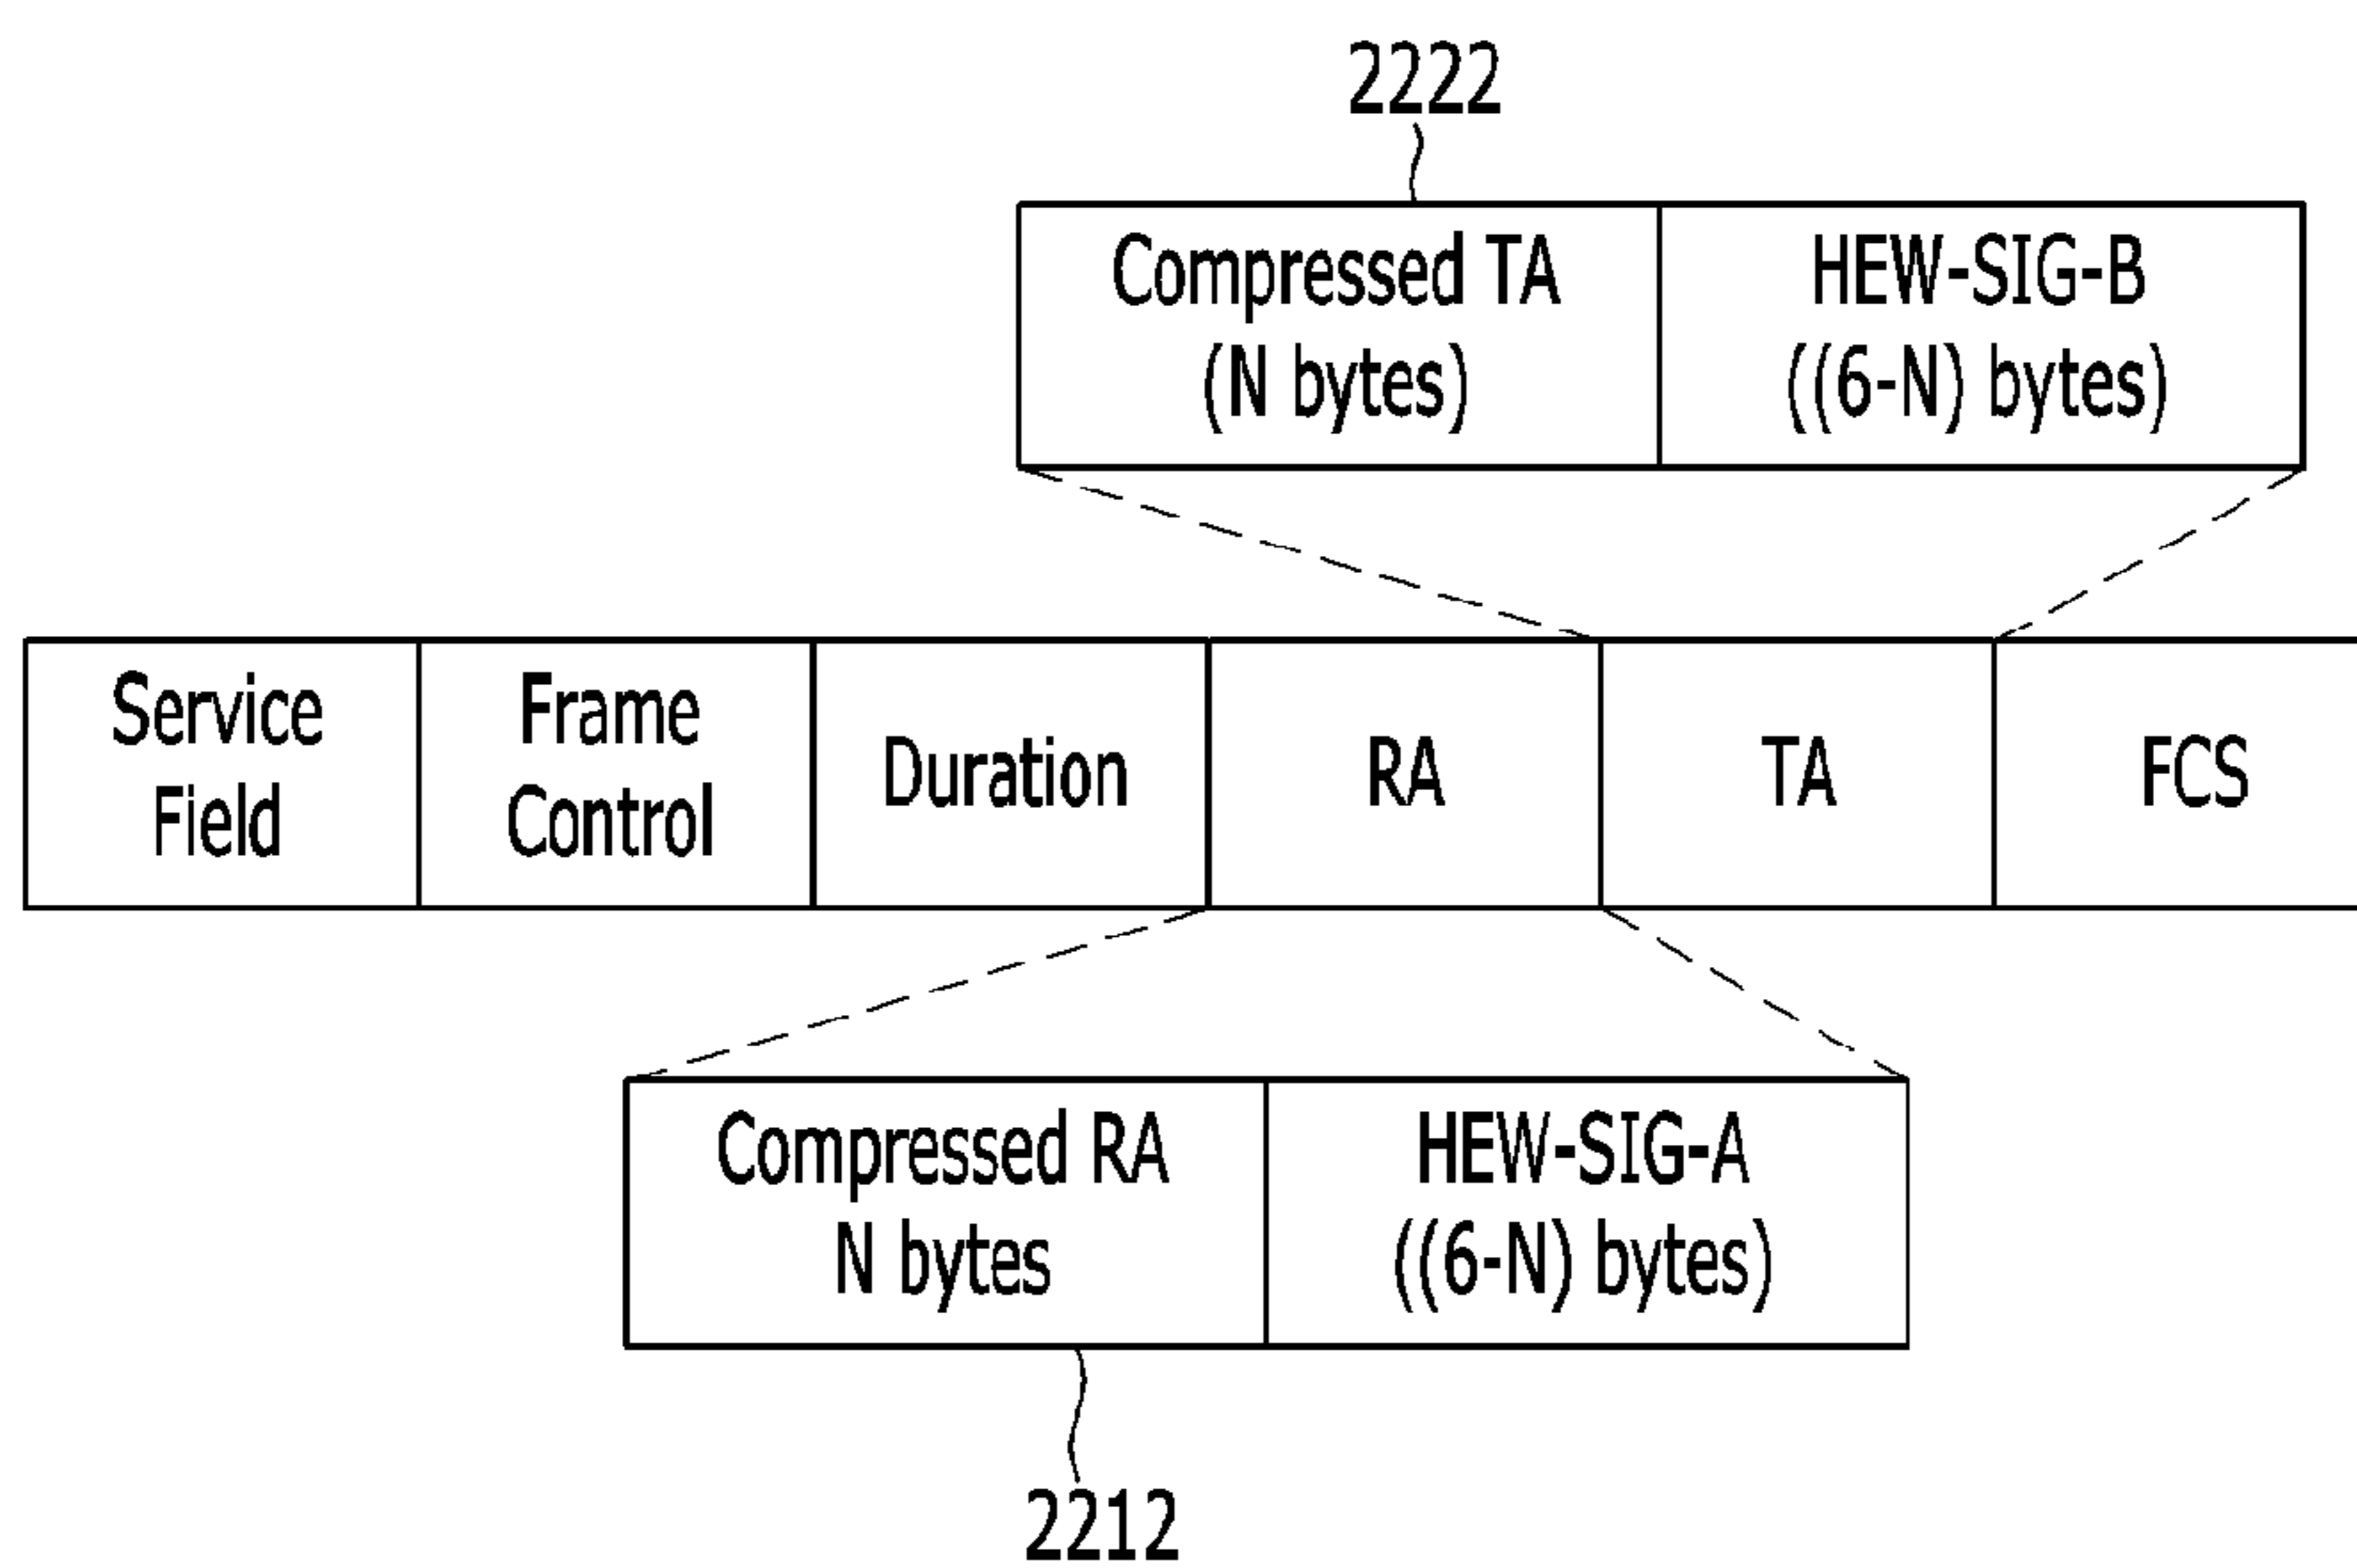 2222
Compressed TA
(N bytes)
HEW-SIG-B
((6-N) bytes)
Service
Field
Frame
Control
Duration
RA
TA
FCS
Compressed RA
N bytes
HEW-SIG-A
((6-N) bytes)
2212